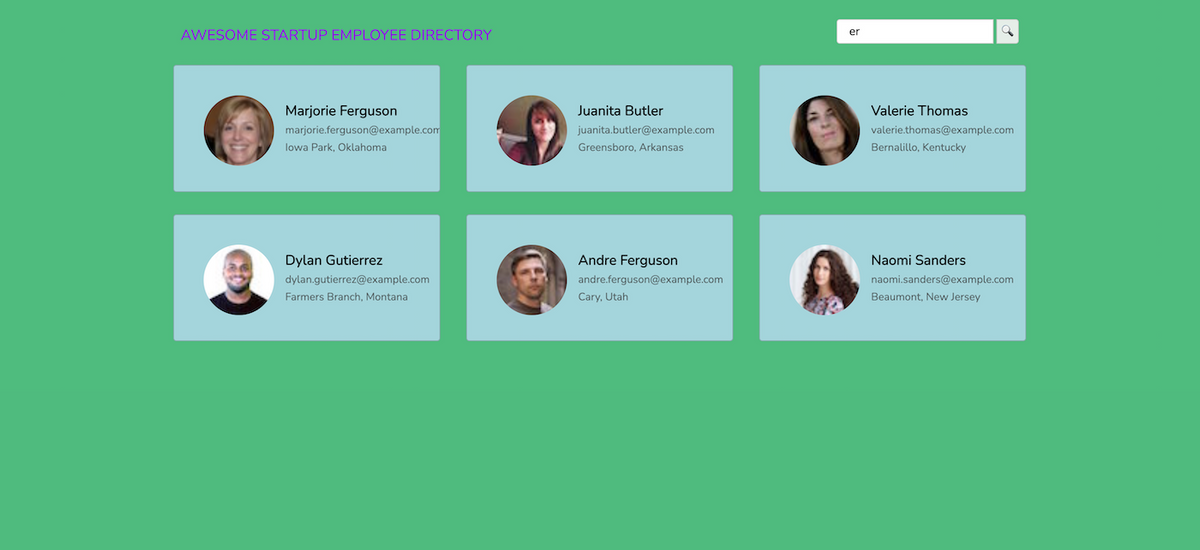 AWESOME STARTUP EMPLOYEE DIRECTORY
er
Marjorie Ferguson
marjorie.ferguson@example.com
Iowa Park, Oklahoma
Juanita Butler
juanita.butler@example.com
Greensboro, Arkansas
Valerie Thomas
valerie.thomas@example.com
Bernalillo, Kentucky
Dylan Gutierrez
dylan.gutierrez@example.com
Farmers Branch, Montana
Andre Ferguson
andre.ferguson@example.com
Cary, Utah
Naomi Sanders
naomi.sanders@example.com
Beaumont, New Jersey